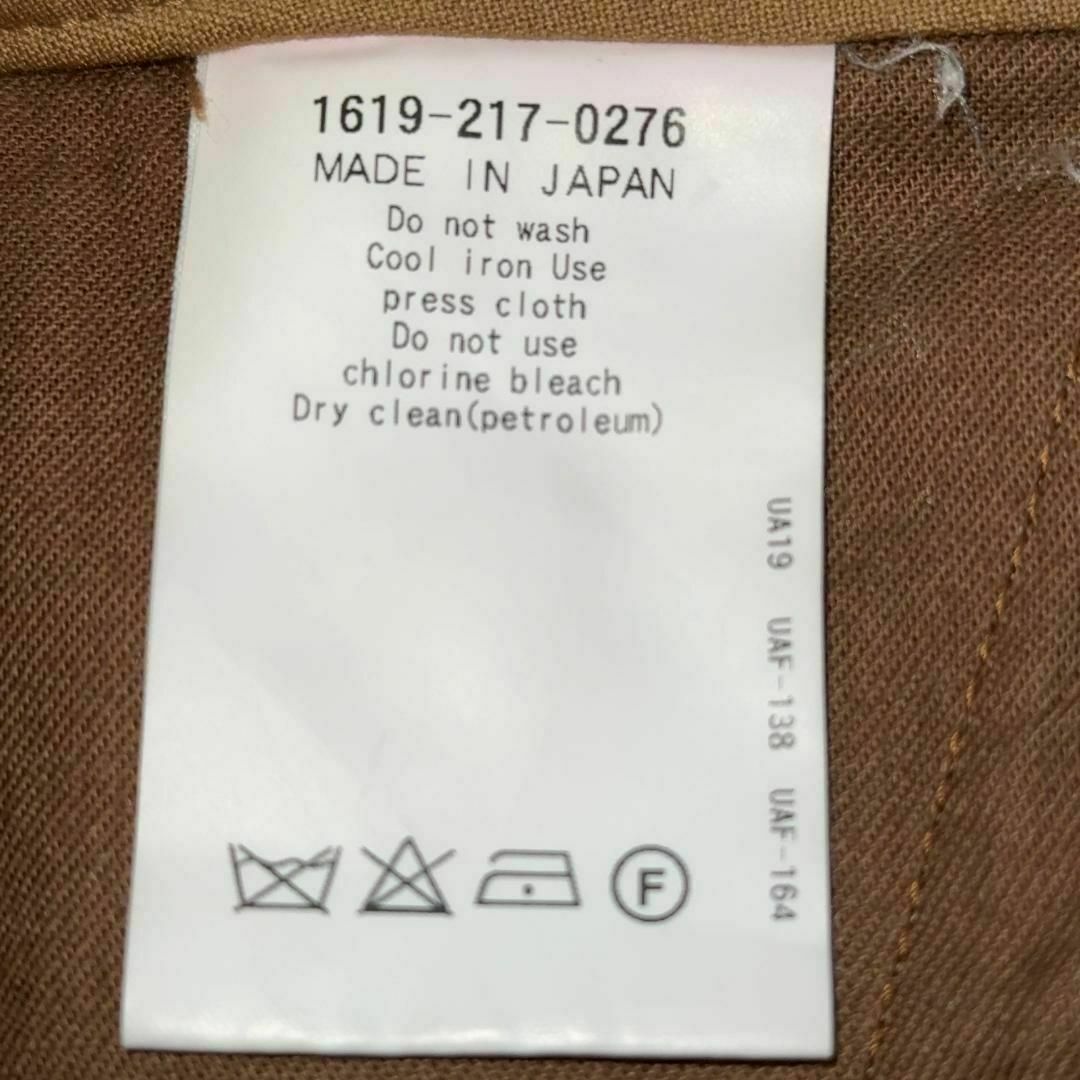 1619-217-0276
MADE IN JAPAN
Do not wash
Cool iron Use
press cloth
Do not use
chlorine bleach
Dry clean(petroleum)
UA19 UAF-138 UAF-164
F